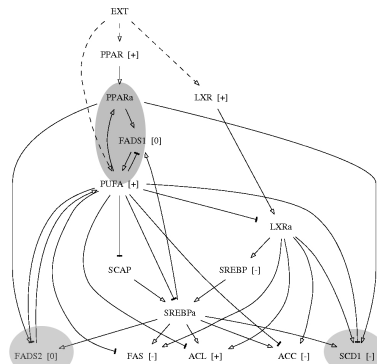 EXT
PPAR [+]
PPARa
LXR [+]
FADS1 [0]
PUFA [+]
LXRa
SCAP
SREBP [-]
SREBPa
FADS2 [0]
FAS [-]
ACL [+]
ACC [-]
SCD1 [-]